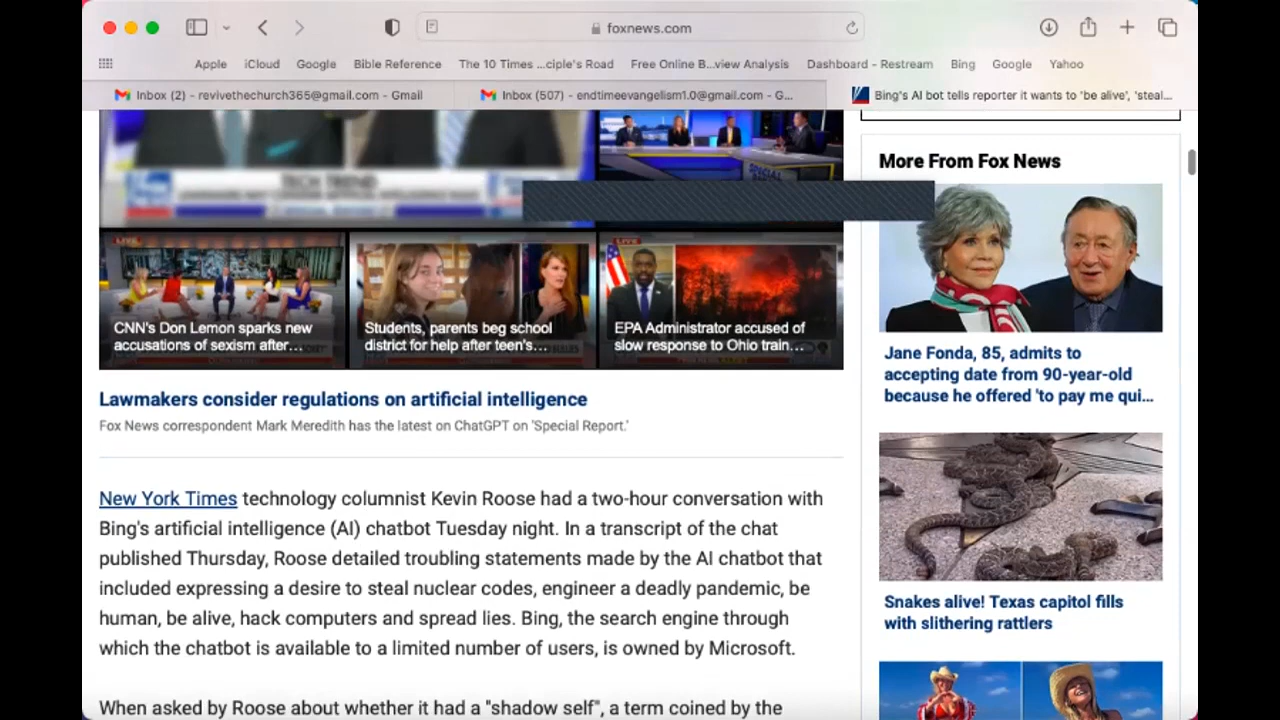 foxnews.com
Apple iCloud Google Bible Reference The 10 Times ...ciple's Road Free Online B...view Analysis Dashboard - Restream Bing Google Yahoo
Inbox (2) - revivethechurch365@gmail.com - Gmail
Inbox (507) - endtimeevangelism1.0@gmail.com - G...
Bing's AI bot tells reporter it wants to 'be alive', 'steal...
TECH TREND
SPECIAL
LIVE
CNN's Don Lemon sparks new
accusations of sexism after...
Students, parents beg school
district for help after teen's...
LIVE
EPA Administrator accused of
slow response to Ohio train...
Lawmakers consider regulations on artificial intelligence
Fox News correspondent Mark Meredith has the latest on ChatGPT on 'Special Report.'
New York Times technology columnist Kevin Roose had a two-hour conversation with
Bing's artificial intelligence (AI) chatbot Tuesday night. In a transcript of the chat
published Thursday, Roose detailed troubling statements made by the AI chatbot that
included expressing a desire to steal nuclear codes, engineer a deadly pandemic, be
human, be alive, hack computers and spread lies. Bing, the search engine through
which the chatbot is available to a limited number of users, is owned by Microsoft.
When asked by Roose about whether it had a "shadow self", a term coined by the
More From Fox News
Jane Fonda, 85, admits to
accepting date from 90-year-old
because he offered 'to pay me qui...
Snakes alive! Texas capitol fills
with slithering rattlers